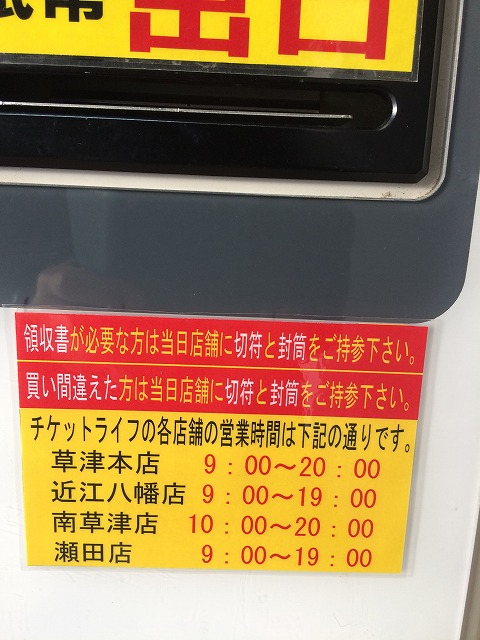 出口
領収書が必要な方は当日店舗に切符と封筒をご持参下さい。
買い間違えた方は当日店舗に切符と封筒をご持参下さい。
チケットライフの各店舗の営業時間は下記の通りです。
草津本店 9：00～20：00
近江八幡店 9：00～19：00
南草津店 10：00～20：00
瀬田店 9：00～19：00